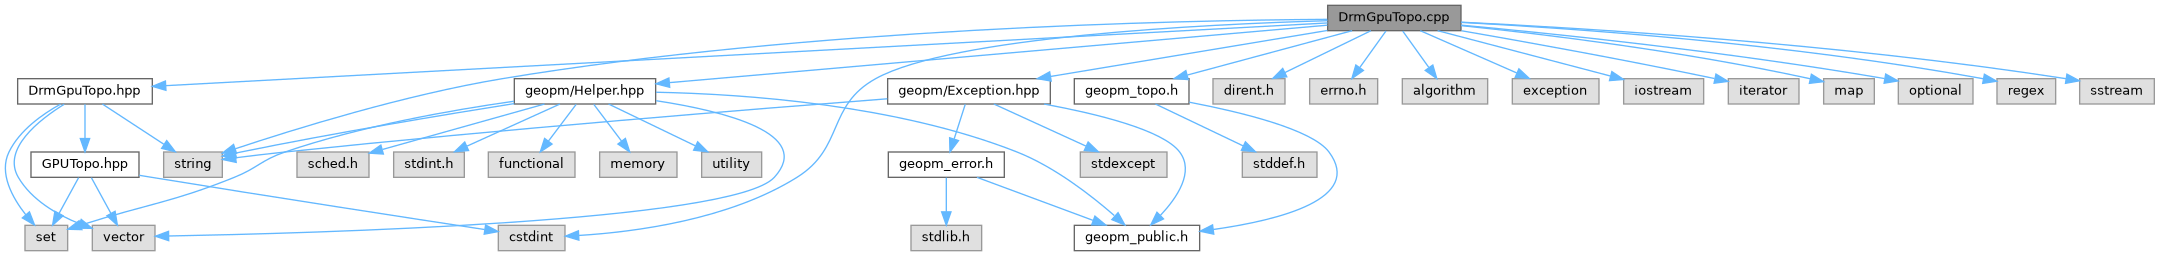 DrmGpuTopo.cpp
DrmGpuTopo.hpp
geopm/Helper.hpp
geopm/Exception.hpp
geopm_topo.h
dirent.h
errno.h
algorithm
exception
iostream
iterator
map
optional
regex
sstream
GPUTopo.hpp
string
sched.h
stdint.h
functional
memory
utility
geopm_error.h
stdexcept
stddef.h
set
vector
cstdint
stdlib.h
geopm_public.h